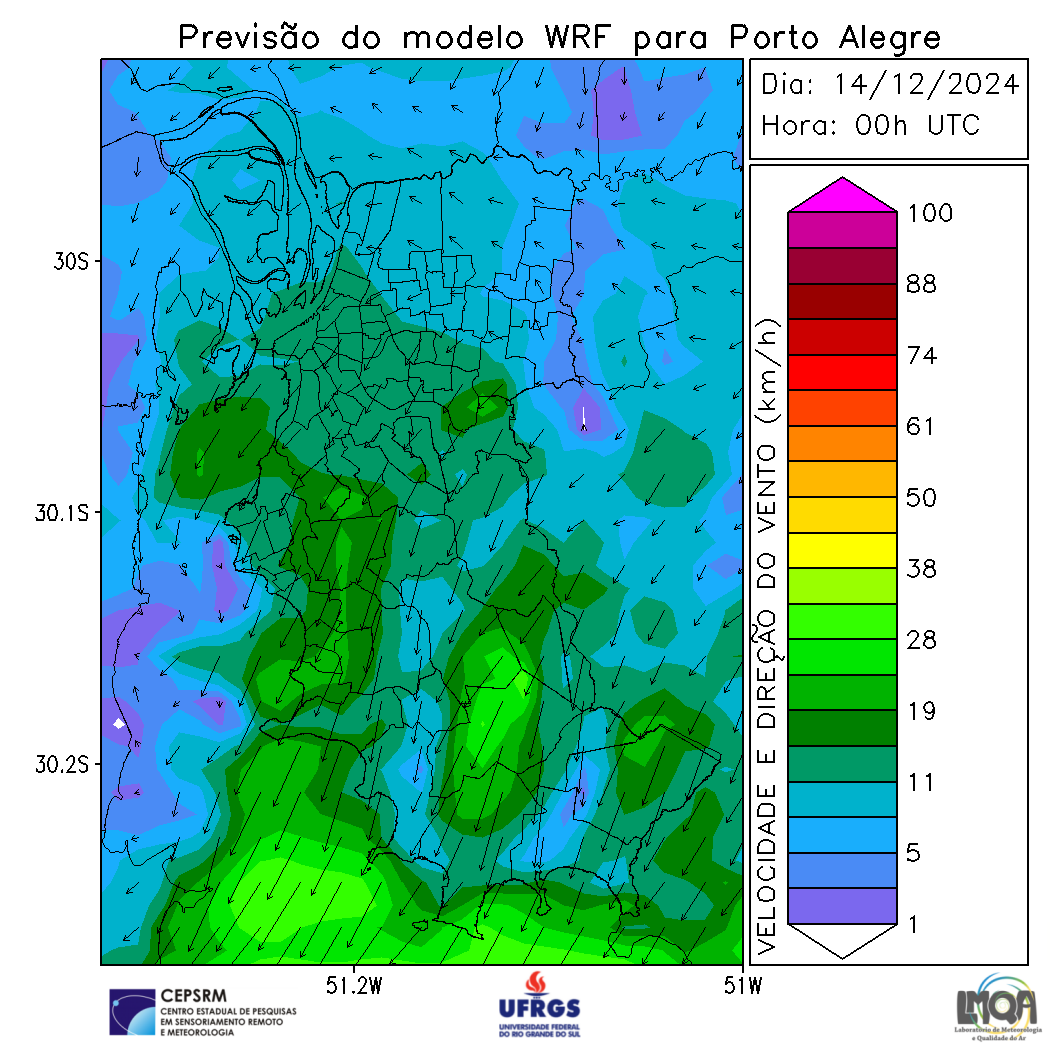 Previsão do modelo WRF para Porto Alegre
Dia: 14/12/2024
Hora: 00h UTC
30S
30.1S
30.2S
51.2W
51W
VELOCIDADE E DIREÇÃO DO VENTO (km/h)
100
88
74
61
50
38
28
19
11
5
1
CEPSRM
CENTRO ESTADUAL DE PESQUISAS
EM SENSORIAMENTO REMOTO
E METEOROLOGIA
UFRGS
UNIVERSIDADE FEDERAL
DO RIO GRANDE DO SUL
LMQA
Laboratório de Meteorologia
e Qualidade do Ar